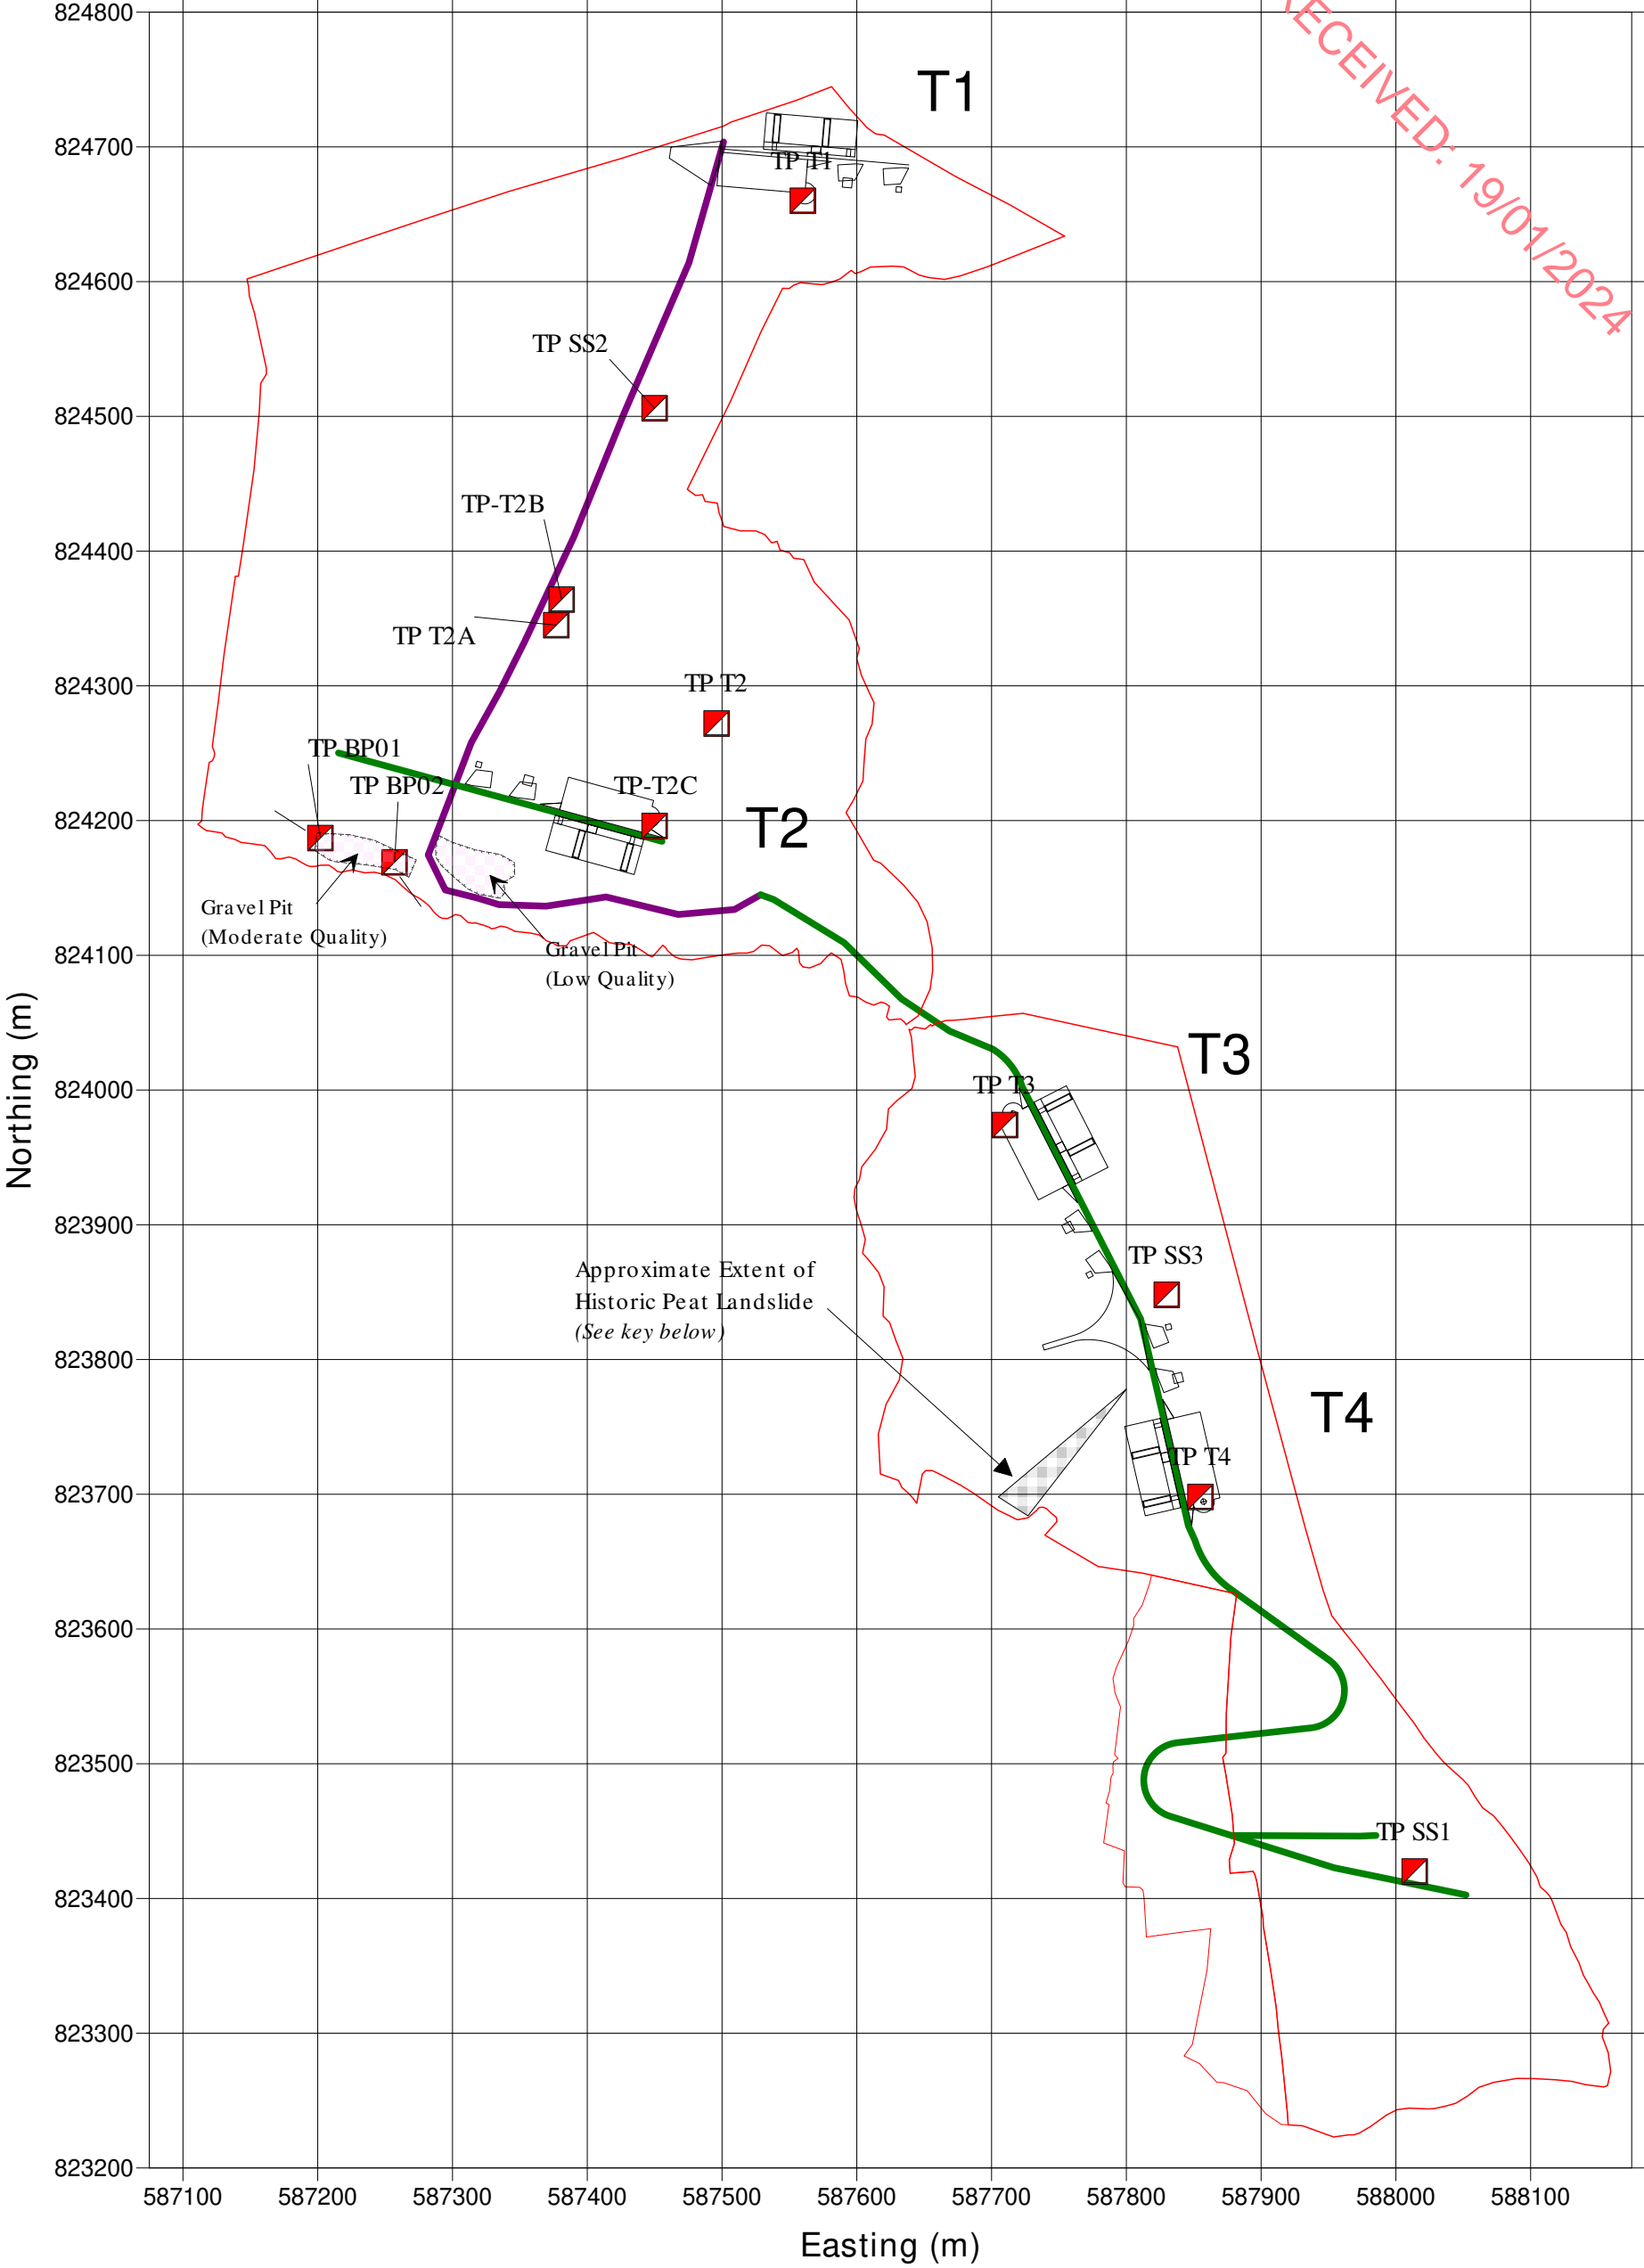 824800
RECEIVED: 19/01/2024
T1
824700
TP T1
824600
TP SS2
824500
TP-T2B
824400
TP T2A
824300
TP T2
TP BP01
TP BP02
TP-T2C
824200
T2
Gravel Pit
(Moderate Quality)
Gravel Pit
(Low Quality)
824100
T3
824000
TP T3
Northing (m)
823900
TP SS3
Approximate Extent of
Historic Peat Landslide
(See key below)
823800
T4
TP T4
823700
823600
823500
TP SS1
823400
823300
823200
587100 587200 587300 587400 587500 587600 587700 587800 587900 588000 588100
Easting (m)